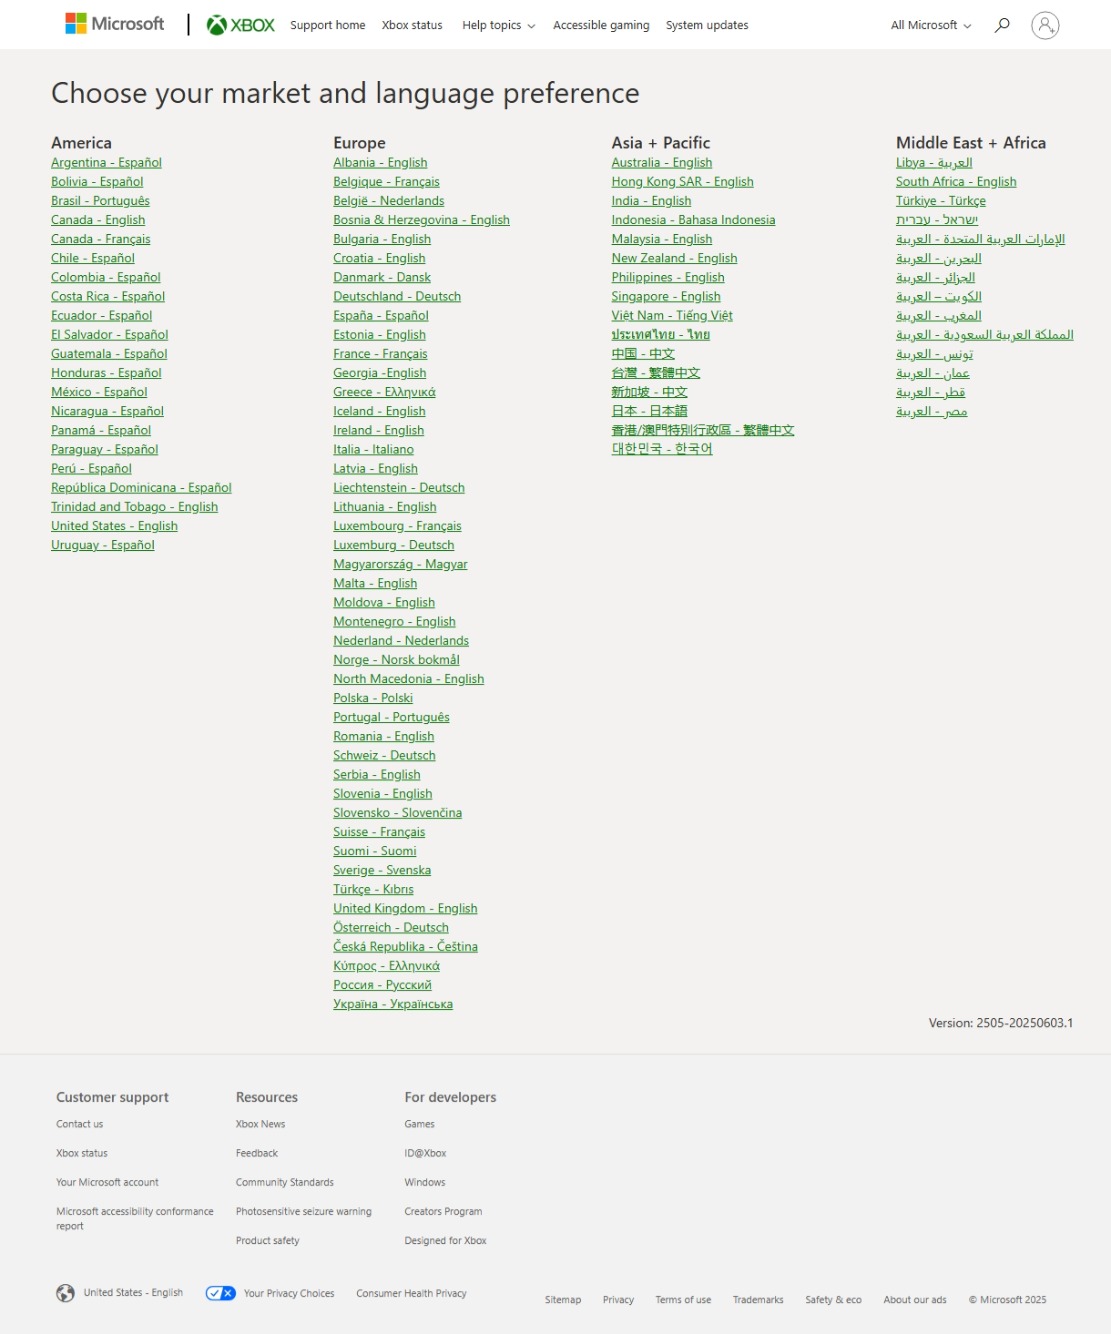 Microsoft XBOX Support home Xbox status Help topics Accessible gaming System updates All Microsoft
Choose your market and language preference
America
Argentina - Español
Bolivia - Español
Brasil - Português
Canada - English
Canada - Français
Chile - Español
Colombia - Español
Costa Rica - Español
Ecuador - Español
El Salvador - Español
Guatemala - Español
Honduras - Español
México - Español
Nicaragua - Español
Panamá - Español
Paraguay - Español
Perú - Español
República Dominicana - Español
Trinidad and Tobago - English
United States - English
Uruguay - Español
Europe
Albania - English
Belgique - Français
België - Nederlands
Bosnia & Herzegovina - English
Bulgaria - English
Croatia - English
Danmark - Dansk
Deutschland - Deutsch
España - Español
Estonia - English
France - Français
Georgia -English
Greece - Ελληνικά
Iceland - English
Ireland - English
Italia - Italiano
Latvia - English
Liechtenstein - Deutsch
Lithuania - English
Luxembourg - Français
Luxemburg - Deutsch
Magyarország - Magyar
Malta - English
Moldova - English
Montenegro - English
Nederland - Nederlands
Norge - Norsk bokmål
North Macedonia - English
Polska - Polski
Portugal - Português
Romania - English
Schweiz - Deutsch
Serbia - English
Slovenia - English
Slovensko - Slovenčina
Suisse - Français
Suomi - Suomi
Sverige - Svenska
Türkçe - Kıbrıs
United Kingdom - English
Österreich - Deutsch
Česká Republika - Čeština
Κύπρος - Ελληνικά
Россия - Русский
Україна - Українська
Asia + Pacific
Australia - English
Hong Kong SAR - English
India - English
Indonesia - Bahasa Indonesia
Malaysia - English
New Zealand - English
Philippines - English
Singapore - English
Việt Nam - Tiếng Việt
ประเทศไทย - ไทย
中国 - 中文
台灣 - 繁體中文
新加坡 - 中文
日本 - 日本語
香港/澳門特別行政區 - 繁體中文
대한민국 - 한국어
Middle East + Africa
Libya - العربية
South Africa - English
Türkiye - Türkçe
ישראל - עברית
الإمارات العربية المتحدة - العربية
البحرين - العربية
الجزائر - العربية
الكويت – العربية
المغرب - العربية
المملكة العربية السعودية - العربية
تونس - العربية
عمان - العربية
قطر - العربية
مصر - العربية
Version: 2505-20250603.1
Customer support
Contact us
Xbox status
Your Microsoft account
Microsoft accessibility conformance
report
Resources
Xbox News
Feedback
Community Standards
Photosensitive seizure warning
Product safety
For developers
Games
ID@Xbox
Windows
Creators Program
Designed for Xbox
United States - English Your Privacy Choices Consumer Health Privacy
Sitemap Privacy Terms of use Trademarks Safety & eco About our ads © Microsoft 2025